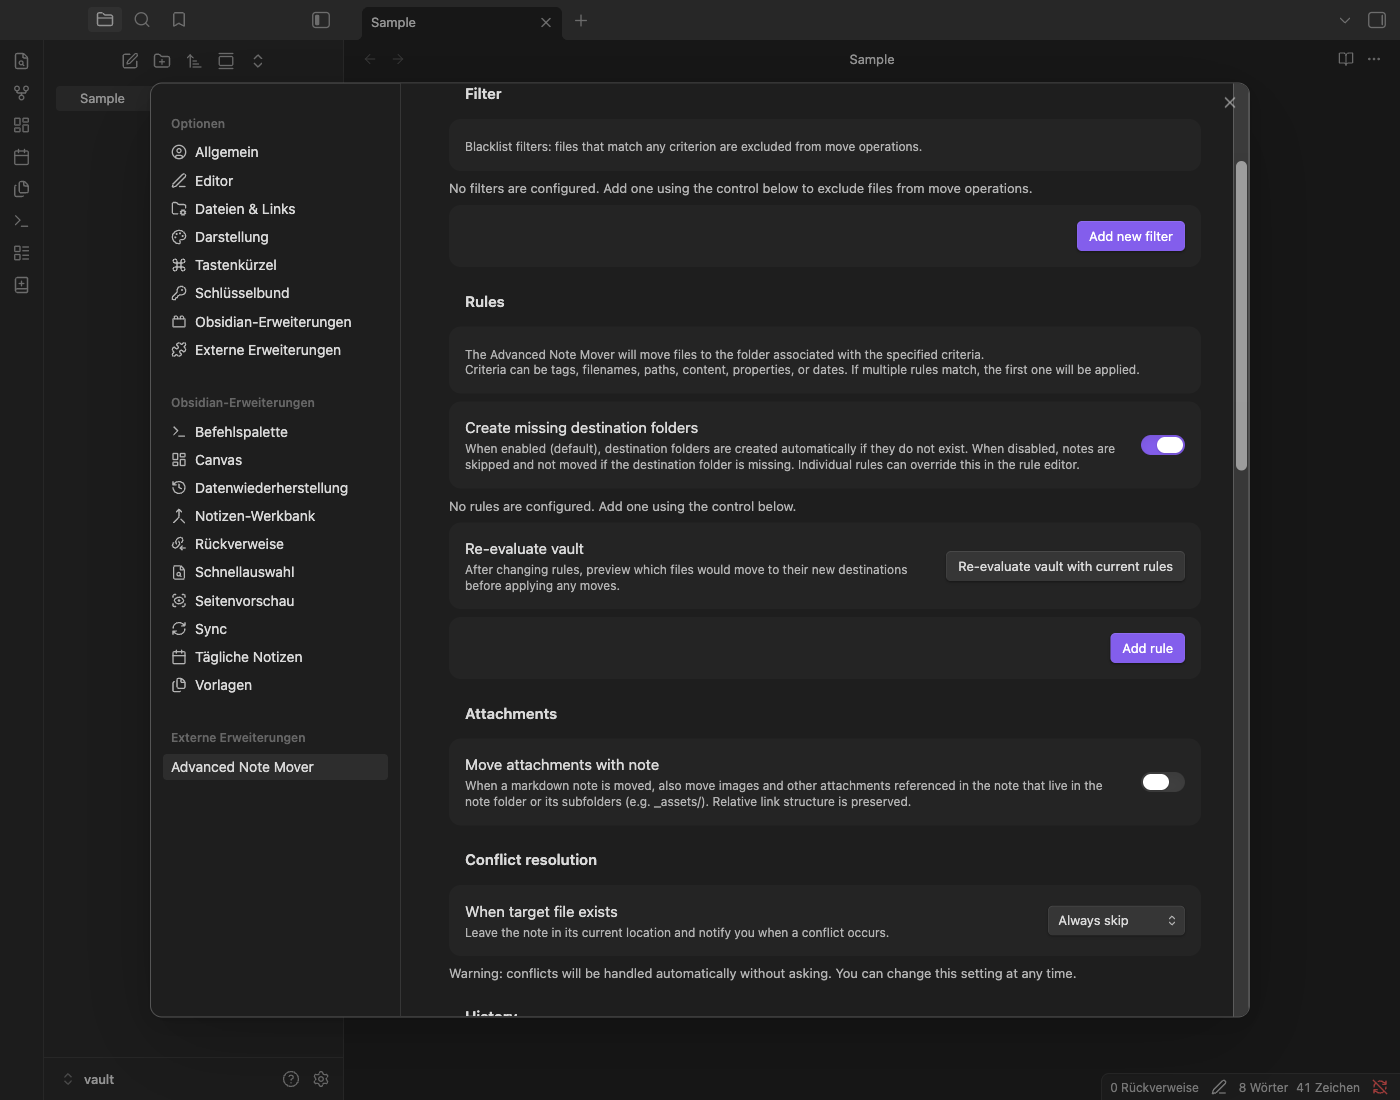 Sample
Sample
Sample
Optionen
Allgemein
Editor
Dateien & Links
Darstellung
Tastenkürzel
Schlüsselbund
Obsidian-Erweiterungen
Externe Erweiterungen
Obsidian-Erweiterungen
Befehlspalette
Canvas
Datenwiederherstellung
Notizen-Werkbank
Rückverweise
Schnellauswahl
Seitenvorschau
Sync
Tägliche Notizen
Vorlagen
Externe Erweiterungen
Advanced Note Mover
Filter
Blacklist filters: files that match any criterion are excluded from move operations.
No filters are configured. Add one using the control below to exclude files from move operations.
Add new filter
Rules
The Advanced Note Mover will move files to the folder associated with the specified criteria.
Criteria can be tags, filenames, paths, content, properties, or dates. If multiple rules match, the first one will be applied.
Create missing destination folders
When enabled (default), destination folders are created automatically if they do not exist. When disabled, notes are
skipped and not moved if the destination folder is missing. Individual rules can override this in the rule editor.
No rules are configured. Add one using the control below.
Re-evaluate vault
After changing rules, preview which files would move to their new destinations
before applying any moves.
Re-evaluate vault with current rules
Add rule
Attachments
Move attachments with note
When a markdown note is moved, also move images and other attachments referenced in the note that live in the
note folder or its subfolders (e.g. _assets/). Relative link structure is preserved.
Conflict resolution
When target file exists
Leave the note in its current location and notify you when a conflict occurs.
Always skip
Warning: conflicts will be handled automatically without asking. You can change this setting at any time.
History
vault
0 Rückverweise
8 Wörter
41 Zeichen